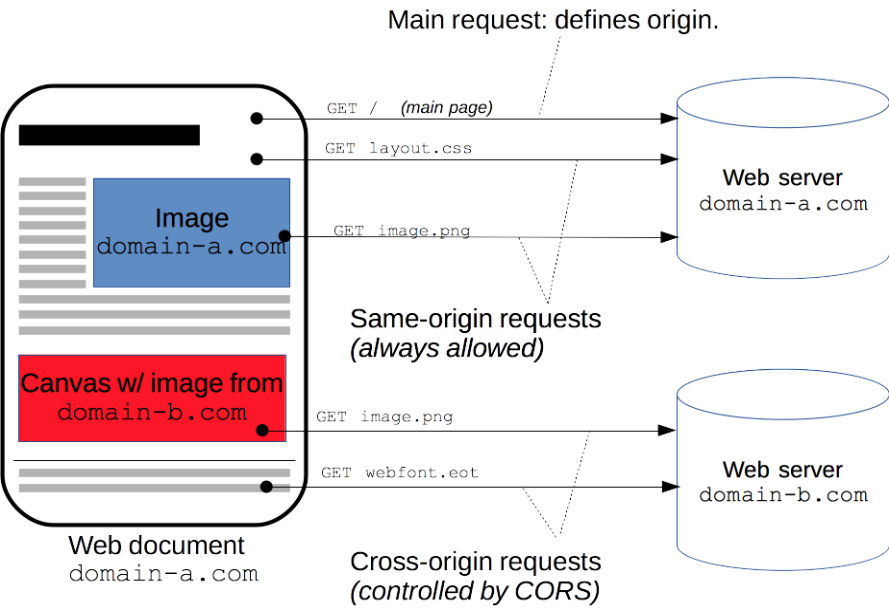 Main request: defines origin.
GET / (main page)
GET layout.css
Web server
domain-a.com
Image
domain-a.com
GET image.png
Same-origin requests
(always allowed)
Canvas w/ image from
domain-b.com
GET image.png
GET webfont.eot
Web server
domain-b.com
Web document
domain-a.com
Cross-origin requests
(controlled by CORS)